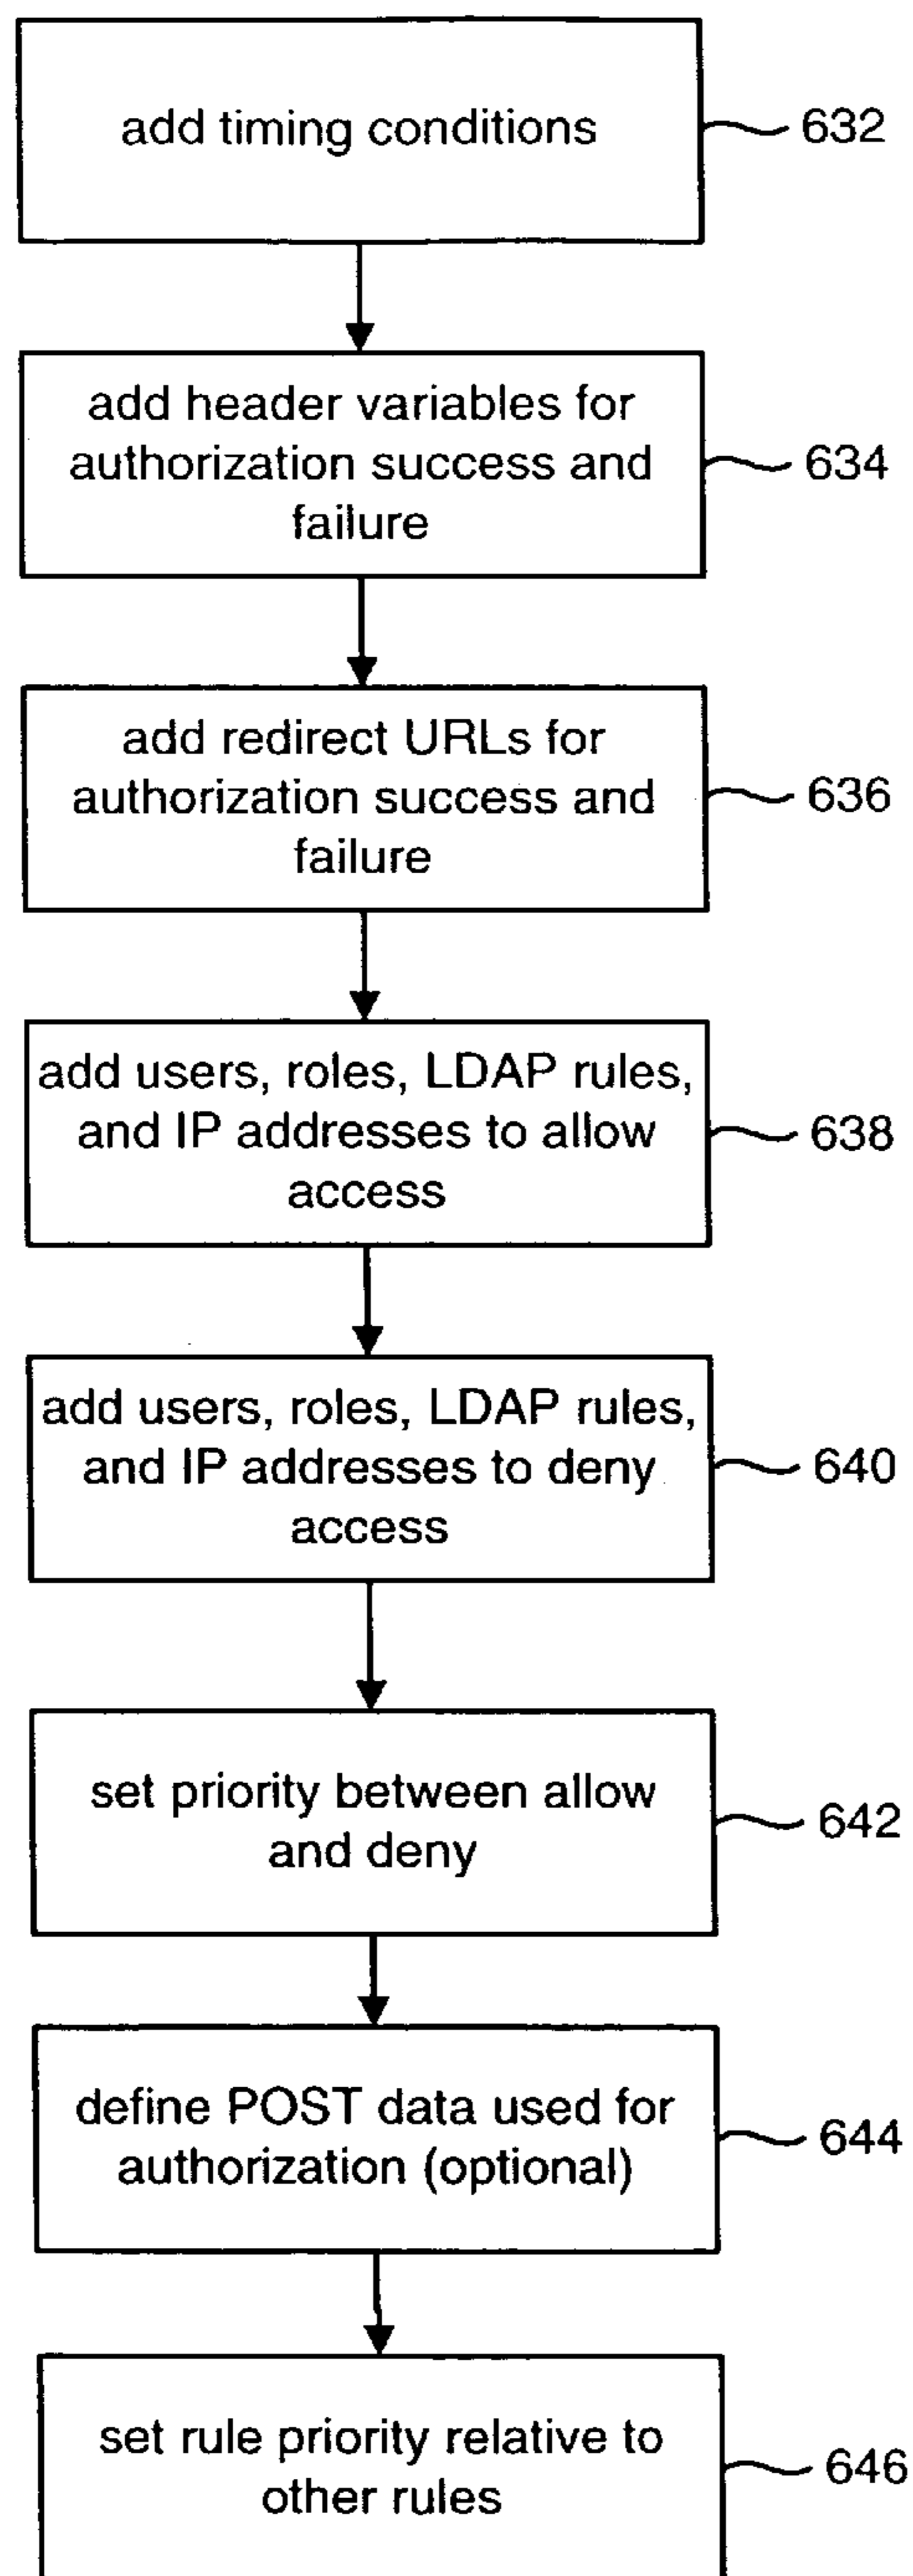 add timing conditions
632
add header variables for
authorization success and
failure
634
add redirect URLs for
authorization success and
failure
636
add users, roles, LDAP rules,
and IP addresses to allow
access
638
add users, roles, LDAP rules,
and IP addresses to deny
access
640
set priority between allow
and deny
642
define POST data used for
authorization (optional)
644
set rule priority relative to
other rules
646